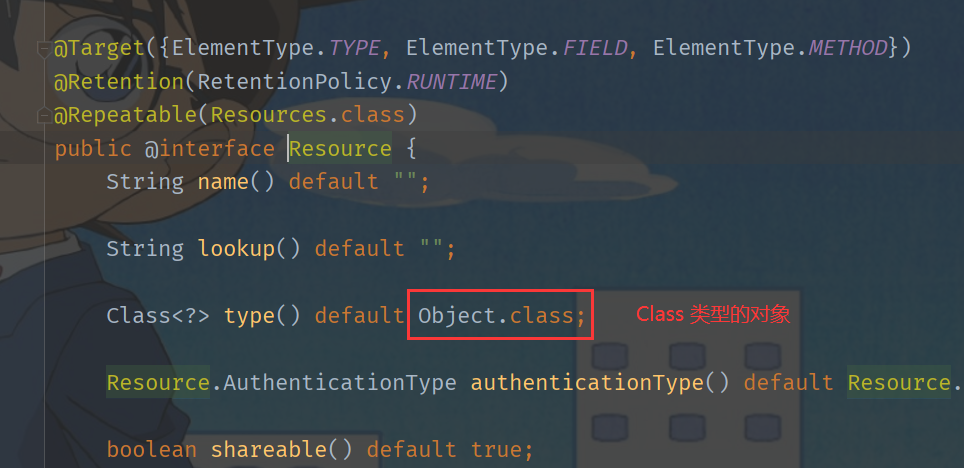 @Target({ElementType.TYPE, ElementType.FIELD, ElementType.METHOD})
@Retention(RetentionPolicy.RUNTIME)
@Repeatable(Resources.class)
public @interface Resource {
String name() default "";
String lookup() default "";
Class<?> type() default Object.class; Class 类型的对象
Resource.AuthenticationType authenticationType() default Resource.
boolean shareable() default true;